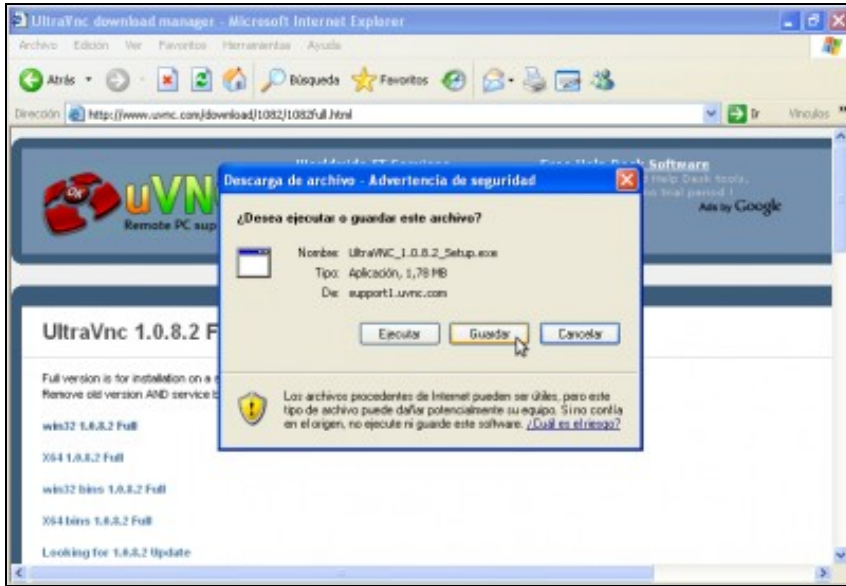 UltraVnc download manager - Microsoft Internet Explorer
Archivo Edición Ver Favoritos Herramientas Ayuda
Atrás Búsqueda Favoritos
Dirección http://www.uvnc.com/download/1082/1082full.html Ir Vínculos
Software
Help Desk tools,
no trial period !
Ads by Google
uVN
Remote PC sup
Descarga de archivo - Advertencia de seguridad
¿Desea ejecutar o guardar este archivo?
Nombre: UltraVNC_1.0.8.2_Setup.exe
Tipo: Aplicación, 1,78 MB
De: support1.uvnc.com
Ejecutar Guardar Cancelar
Los archivos procedentes de Internet pueden ser útiles, pero este
tipo de archivo puede dañar potencialmente su equipo. Si no confía
en el origen, no ejecute ni guarde este software. ¿Cuál es el riesgo?
UltraVnc 1.0.8.2 F
Full version is for installation on a
Remove old version AND service
win32 1.0.8.2 Full
X64 1.0.8.2 Full
win32 bins 1.0.8.2 Full
X64 bins 1.0.8.2 Full
Looking for 1.0.8.2 Update